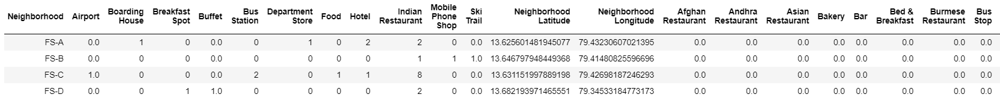 Neighborhood Airport Boarding House Breakfast Spot Buffet Bus Station Department Store Food Hotel Indian Restaurant Mobile Phone Shop Ski Trail Neighborhood Latitude Neighborhood Longitude Afghan Restaurant Andhra Restaurant Asian Restaurant Bakery Bar Bed & Breakfast Burmese Restaurant Bus Stop
FS-A 0.0 1 0 0.0 0 1 0 2 2 0 0.0 13.625601481945077 79.43230607021395 0.0 0.0 0.0 0.0 0.0 0.0 0.0 0.0
FS-B 0.0 0 0 0.0 0 0 0 0 1 1 1.0 13.646797948449368 79.41480825596696 0.0 0.0 0.0 0.0 0.0 0.0 0.0 0.0
FS-C 1.0 0 0 0.0 2 0 1 1 8 0 0.0 13.631151997889198 79.42698187246293 0.0 0.0 0.0 0.0 0.0 0.0 0.0 0.0
FS-D 0.0 0 1 1.0 0 0 0 0 2 0 0.0 13.682193971465551 79.34533184773173 0.0 0.0 0.0 0.0 0.0 0.0 0.0 0.0